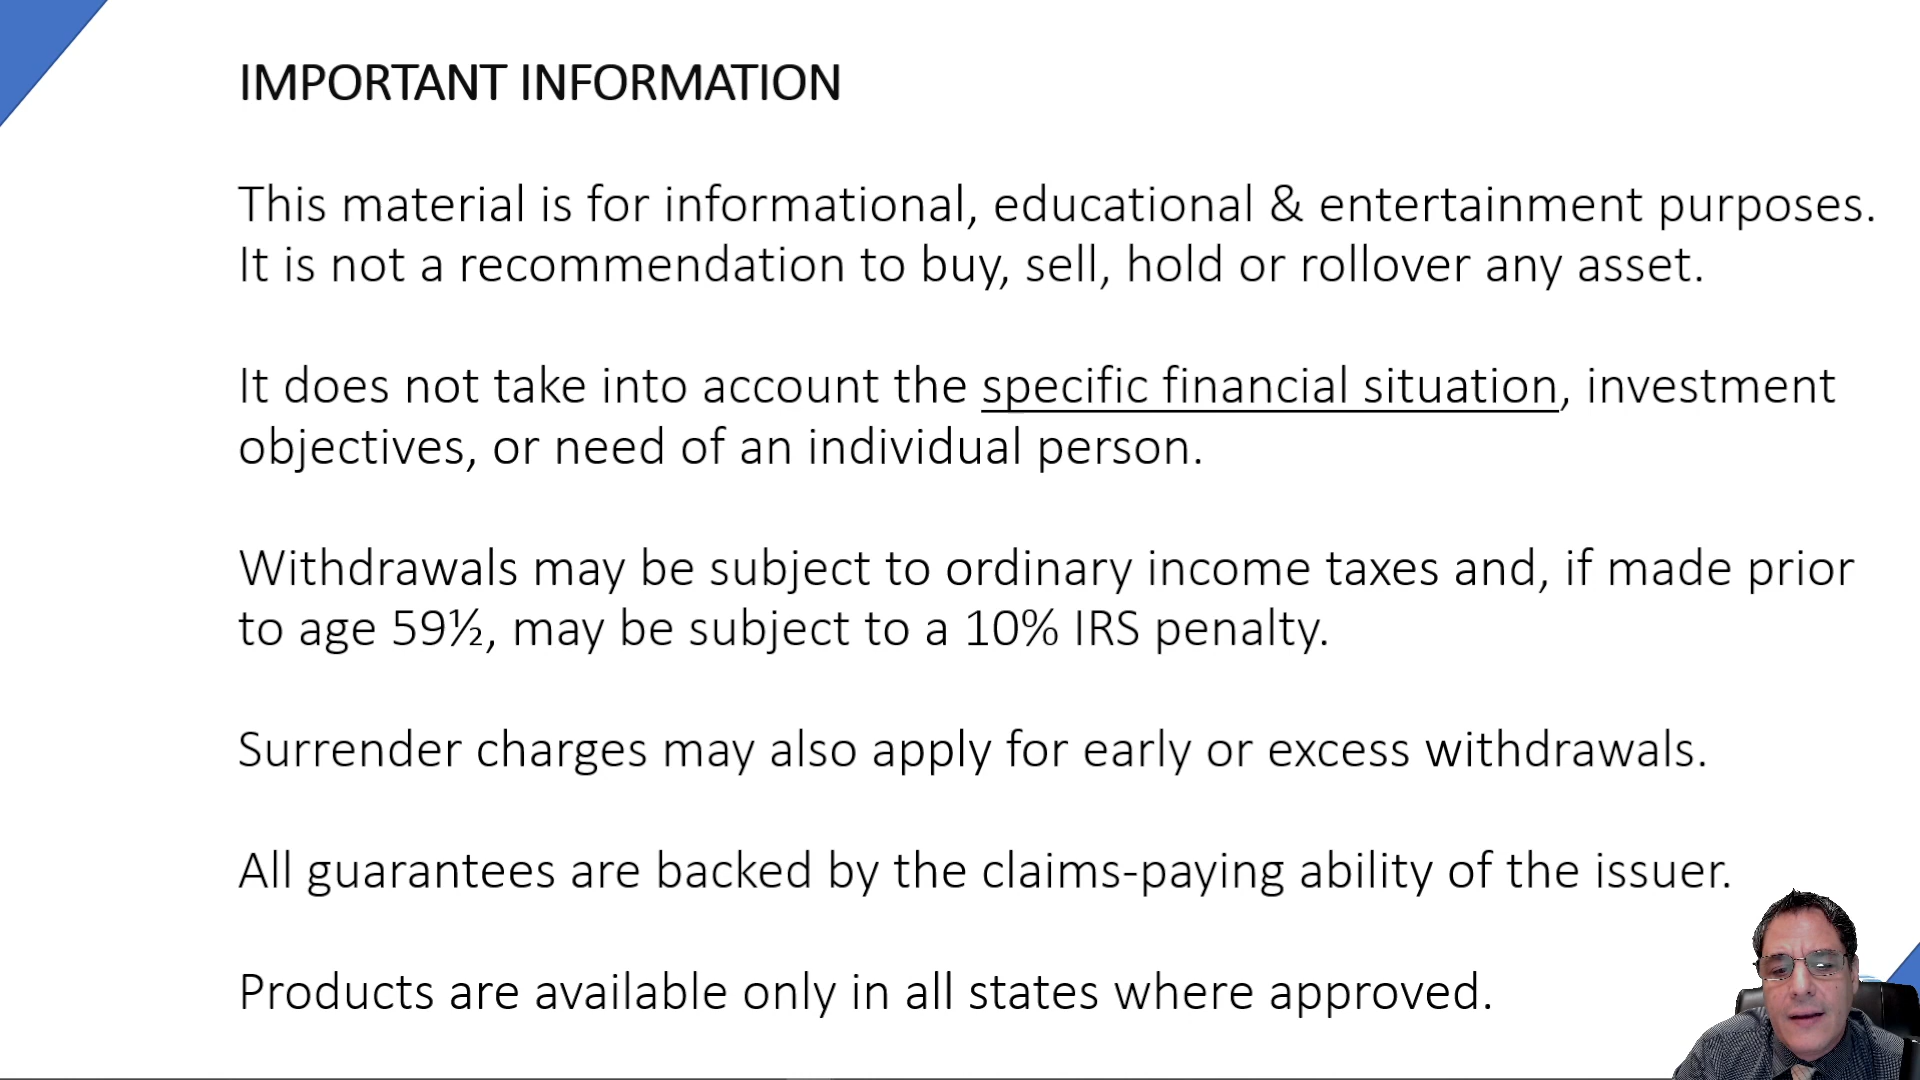 IMPORTANT INFORMATION
This material is for informational, educational & entertainment purposes.
It is not a recommendation to buy, sell, hold or rollover any asset.
It does not take into account the specific financial situation, investment
objectives, or need of an individual person.
Withdrawals may be subject to ordinary income taxes and, if made prior
to age 59½, may be subject to a 10% IRS penalty.
Surrender charges may also apply for early or excess withdrawals.
All guarantees are backed by the claims-paying ability of the issuer.
Products are available only in all states where approved.